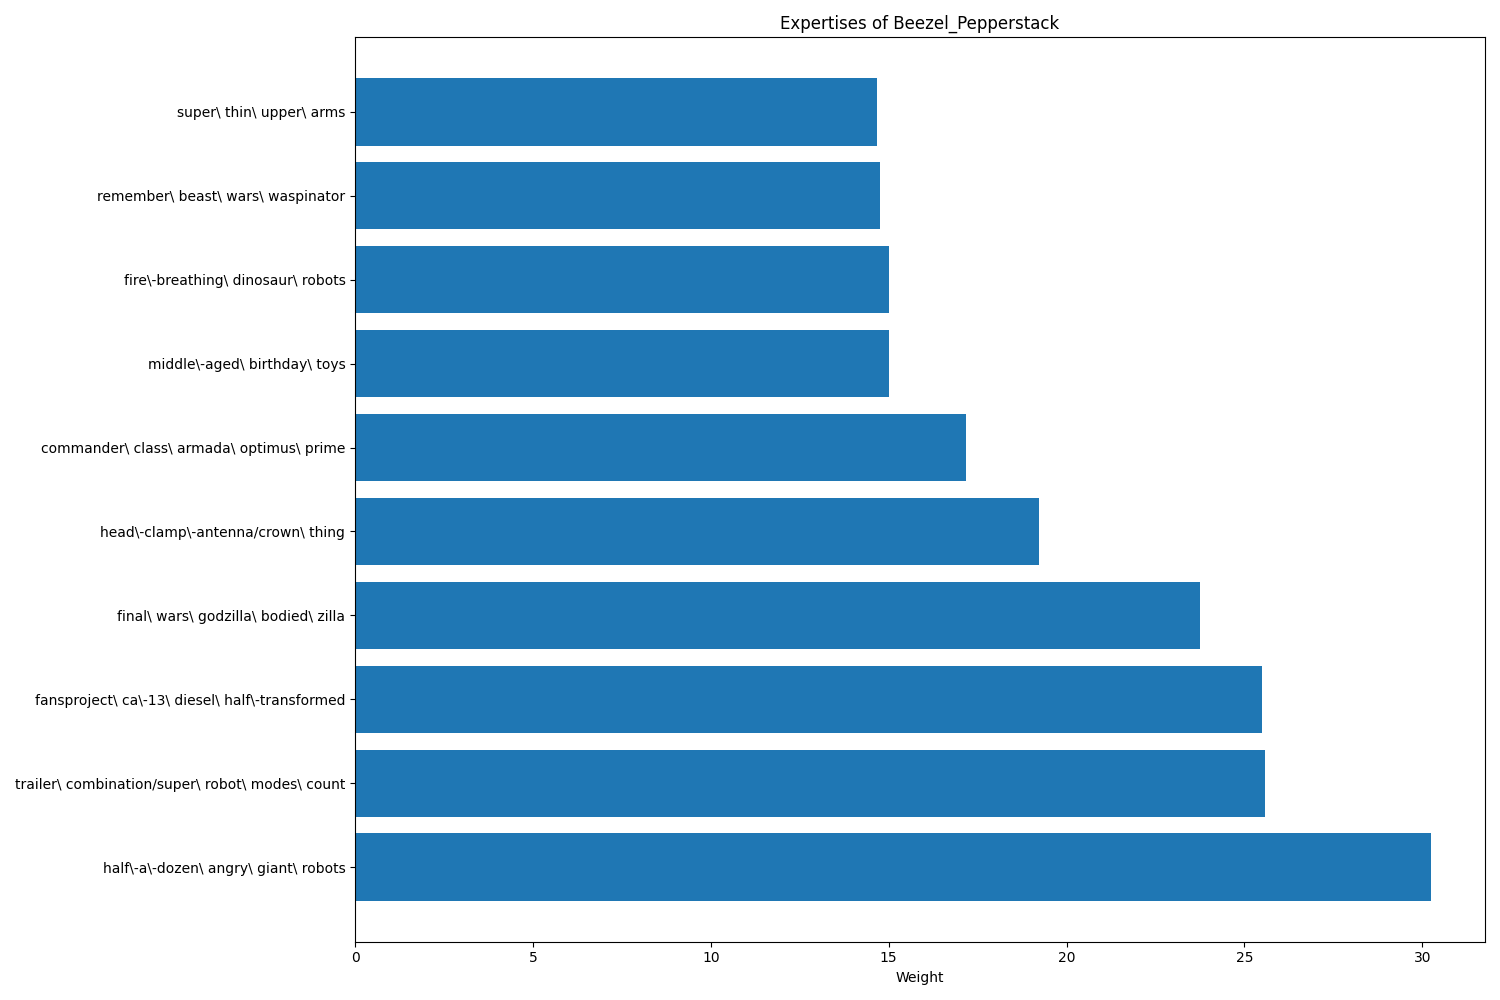 Expertises of Beezel_Pepperstack
super\ thin\ upper\ arms
remember\ beast\ wars\ waspinator
fire\-breathing\ dinosaur\ robots
middle\-aged\ birthday\ toys
commander\ class\ armada\ optimus\ prime
head\-clamp\-antenna/crown\ thing
final\ wars\ godzilla\ bodied\ zilla
fansproject\ ca\-13\ diesel\ half\-transformed
trailer\ combination/super\ robot\ modes\ count
half\-a\-dozen\ angry\ giant\ robots
0 5 10 15 20 25 30
Weight